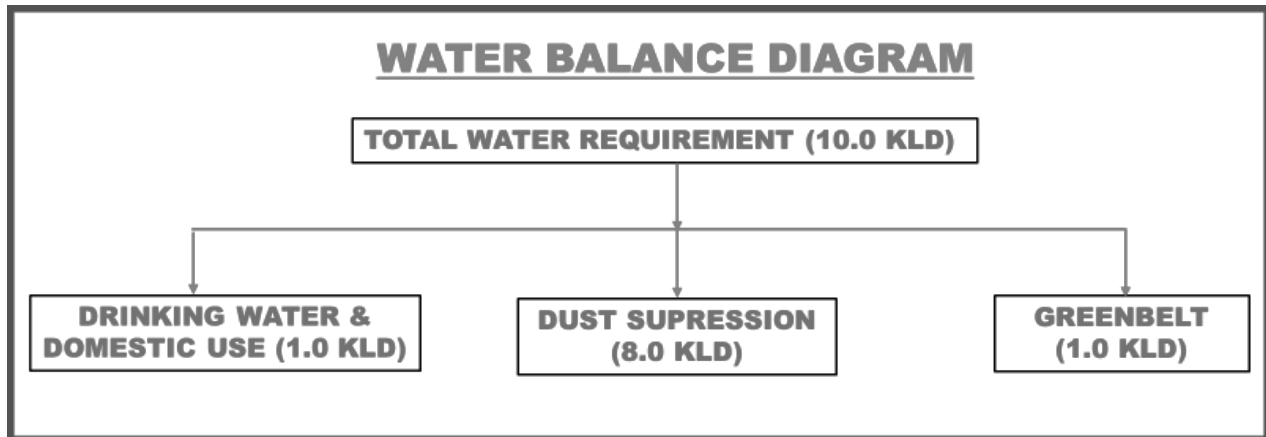 WATER BALANCE DIAGRAM
TOTAL WATER REQUIREMENT (10.0 KLD)
DRINKING WATER &
DOMESTIC USE (1.0 KLD)
DUST SUPRESSION
(8.0 KLD)
GREENBELT
(1.0 KLD)